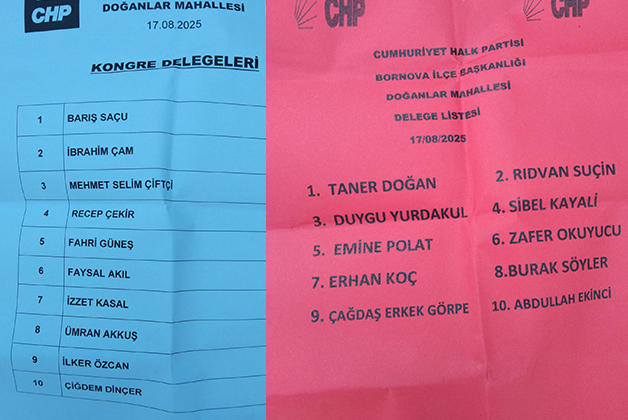 CHP
DOĞANLAR MAHALLESİ
17.08.2025
KONGRE DELEGELERİ
1 BARIŞ SAÇU
2 İBRAHİM ÇAM
3 MEHMET SELİM ÇİFTÇİ
4 RECEP ÇEKİR
5 FAHRİ GÜNEŞ
6 FAYSAL AKIL
7 İZZET KASAL
8 ÜMRAN AKKUŞ
9 İLKER ÖZCAN
10 ÇİĞDEM DİNÇER
CHP CHP
CUMHURİYET HALK PARTİSİ
BORNOVA İLÇE BAŞKANLIĞI
DOĞANLAR MAHALLESİ
DELEGE LİSTESİ
17/08/2025
1. TANER DOĞAN 2. RIDVAN SUÇİN
3. DUYGU YURDAKUL 4. SİBEL KAYALİ
5. EMİNE POLAT 6. ZAFER OKUYUCU
7. ERHAN KOÇ 8.BURAK SÖYLER
9. ÇAĞDAŞ ERKEK GÖRPE 10. ABDULLAH EKİNCİ